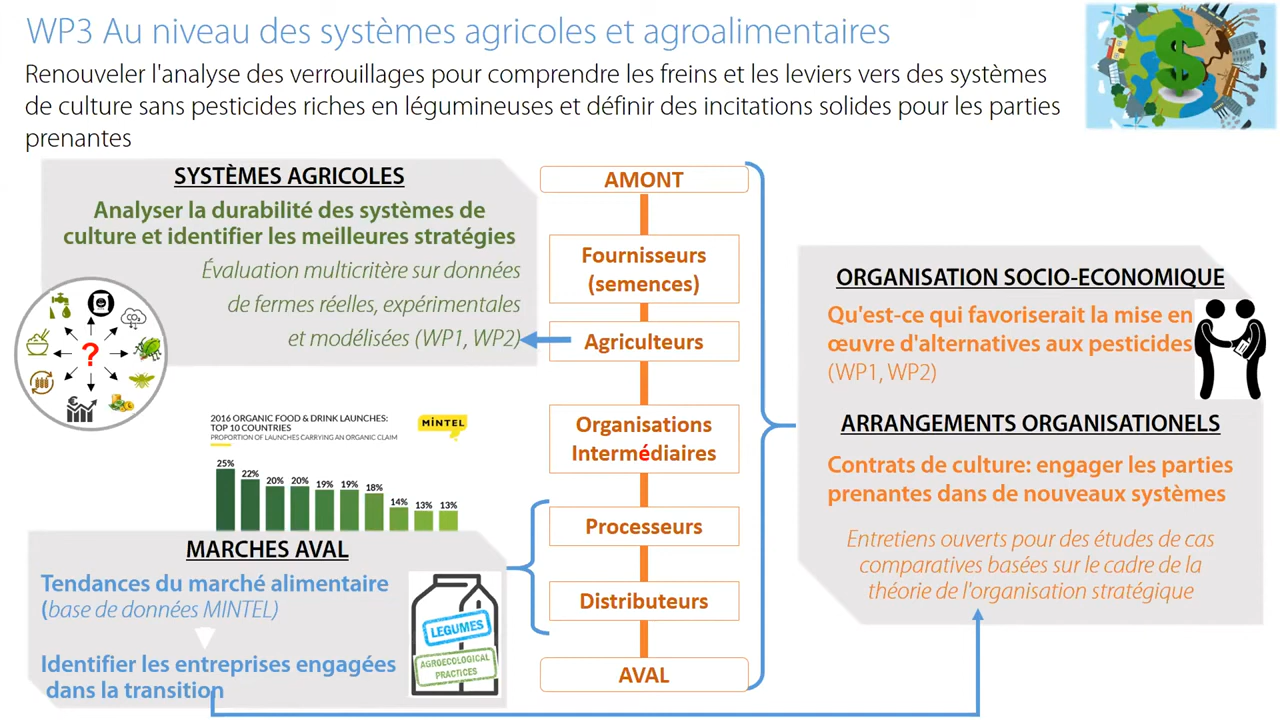 WP3 Au niveau des systèmes agricoles et agroalimentaires
Renouveler l'analyse des verrouillages pour comprendre les freins et les leviers vers des systèmes
de culture sans pesticides riches en légumineuses et définir des incitations solides pour les parties
prenantes
SYSTÈMES AGRICOLES
Analyser la durabilité des systèmes de
culture et identifier les meilleures stratégies
Évaluation multicritère sur données
de fermes réelles, expérimentales
et modélisées (WP1, WP2)
?
2016 ORGANIC FOOD & DRINK LAUNCHES:
TOP 10 COUNTRIES
PROPORTION OF LAUNCHES CARRYING AN ORGANIC CLAIM
MINTEL
25% 22% 20% 20% 19% 19% 18% 14% 13% 13%
MARCHES AVAL
Tendances du marché alimentaire
(base de données MINTEL)
Identifier les entreprises engagées
dans la transition
LEGUMES
AGROECOLOGICAL
PRACTICES
AMONT
Fournisseurs
(semences)
Agriculteurs
Organisations
Intermédiaires
Processeurs
Distributeurs
AVAL
$
ORGANISATION SOCIO-ECONOMIQUE
Qu'est-ce qui favoriserait la mise en
œuvre d'alternatives aux pesticides
(WP1, WP2)
ARRANGEMENTS ORGANISATIONELS
Contrats de culture: engager les parties
prenantes dans de nouveaux systèmes
Entretiens ouverts pour des études de cas
comparatives basées sur le cadre de la
théorie de l'organisation stratégique